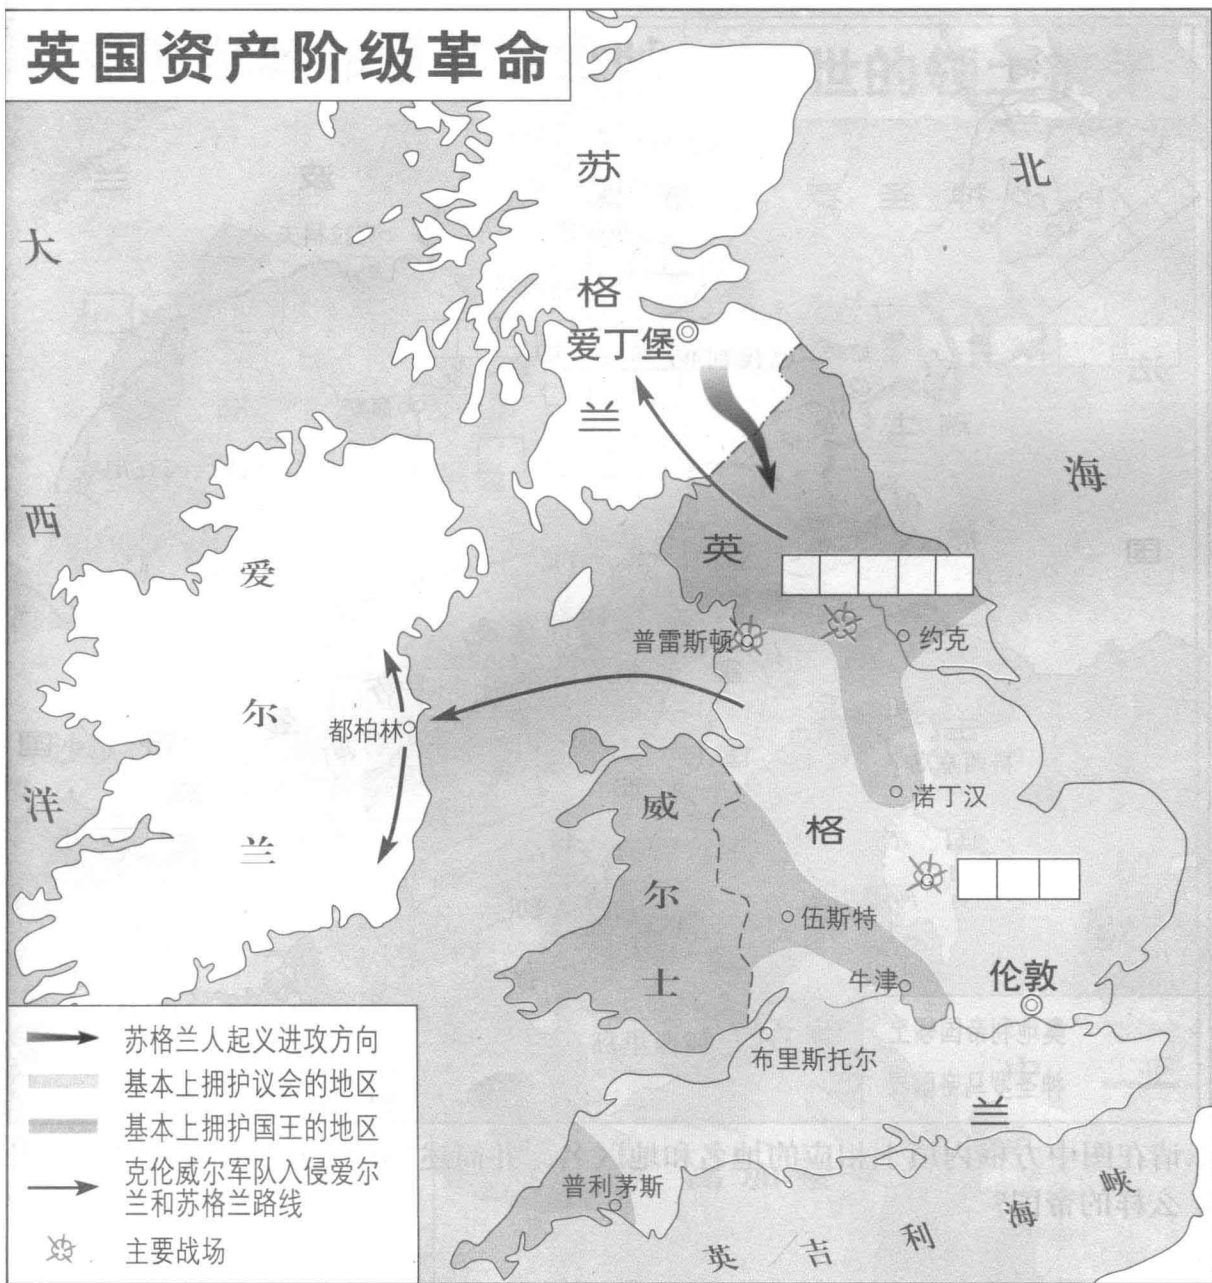 英国资产阶级革命
苏格兰
北海
大西洋
爱丁堡
英格兰
爱尔兰
普雷斯顿
约克
都柏林
威尔士
诺丁汉
伍斯特
牛津
伦敦
布里斯托尔
普利茅斯
英吉利海峡
苏格兰人起义进攻方向
基本上拥护议会的地区
基本上拥护国王的地区
克伦威尔军队入侵爱尔
兰和苏格兰路线
主要战场